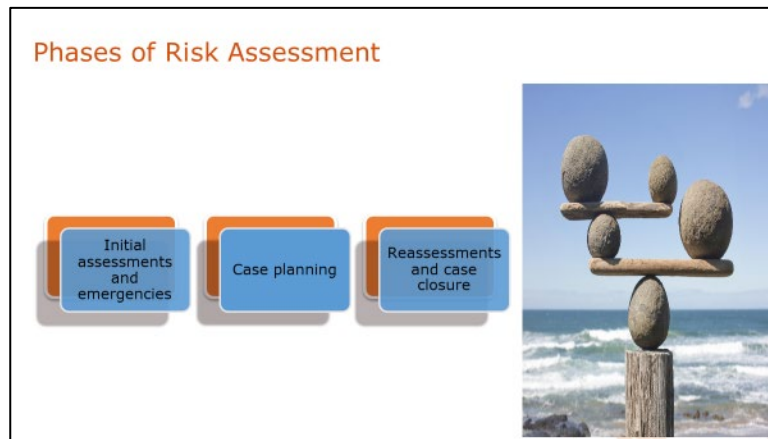 Phases of Risk Assessment
Initial
assessments
and
emergencies
Case planning
Reassessments
and case
closure